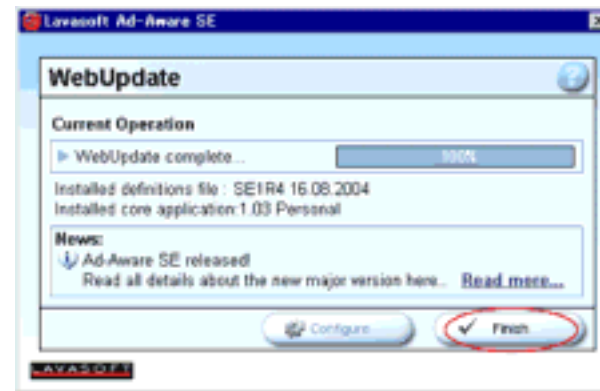 Lavasoft Ad-Aware SE
WebUpdate
Current Operation
WebUpdate complete...
100%
Installed definitions file : SE1R4 16.08.2004
Installed core application:1.03 Personal
News:
Ad-Aware SE released!
Read all details about the new major version here.. Read more...
Configure
Finish
LAVASOFT